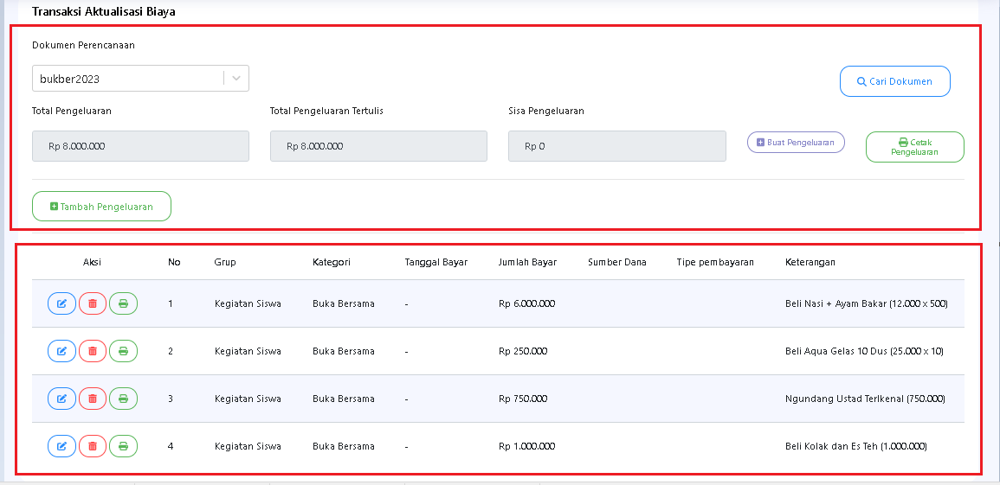 Transaksi Aktualisasi Biaya
Dokumen Perencanaan
bukber2023
Cari Dokumen
Total Pengeluaran Total Pengeluaran Tertulis Sisa Pengeluaran
Rp 8.000.000 Rp 8.000.000 Rp 0 Buat Pengeluaran Cetak
Pengeluaran
Tambah Pengeluaran
Aksi No Grup Kategori Tanggal Bayar Jumlah Bayar Sumber Dana Tipe pembayaran Keterangan
1 Kegiatan Siswa Buka Bersama - Rp 6.000.000 Beli Nasi + Ayam Bakar (12.000 x 500)
2 Kegiatan Siswa Buka Bersama - Rp 250.000 Beli Aqua Gelas 10 Dus (25.000 x 10)
3 Kegiatan Siswa Buka Bersama - Rp 750.000 Ngundang Ustad Terlkenal (750.000)
4 Kegiatan Siswa Buka Bersama - Rp 1.000.000 Beli Kolak dan Es Teh (1.000.000)